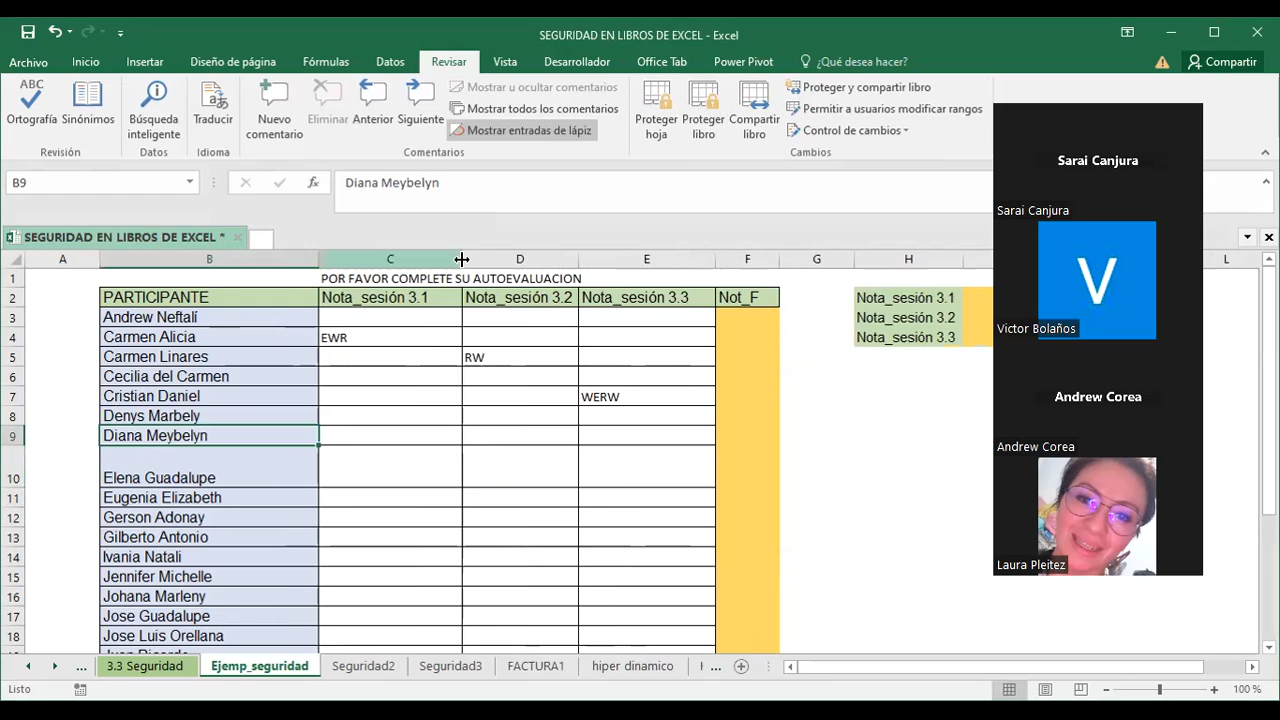 SEGURIDAD EN LIBROS DE EXCEL - Excel
Archivo Inicio Insertar Diseño de página Fórmulas Datos Revisar Vista Desarrollador Office Tab Power Pivot ¿Qué desea hacer? Compartir
ABC
Ortografía Sinónimos
Revisión
Búsqueda inteligente
Datos
Traducir
Idioma
Nuevo comentario
Eliminar Anterior Siguiente
Mostrar u ocultar comentarios
Mostrar todos los comentarios
Mostrar entradas de lápiz
Comentarios
Proteger hoja
Proteger libro
Compartir libro
Proteger y compartir libro
Permitir a usuarios modificar rangos
Control de cambios
Cambios
B9 fx Diana Meybelyn
SEGURIDAD EN LIBROS DE EXCEL *
A B C D E F G H L
1 POR FAVOR COMPLETE SU AUTOEVALUACION
2 PARTICIPANTE Nota_sesión 3.1 Nota_sesión 3.2 Nota_sesión 3.3 Not_F Nota_sesión 3.1
3 Andrew Neftalí Nota_sesión 3.2
4 Carmen Alicia EWR Nota_sesión 3.3
5 Carmen Linares RW
6 Cecilia del Carmen
7 Cristian Daniel WERW
8 Denys Marbely
9 Diana Meybelyn
10 Elena Guadalupe
11 Eugenia Elizabeth
12 Gerson Adonay
13 Gilberto Antonio
14 Ivania Natali
15 Jennifer Michelle
16 Johana Marleny
17 Jose Guadalupe
18 Jose Luis Orellana
... 3.3 Seguridad Ejemp_seguridad Seguridad2 Seguridad3 FACTURA1 hiper dinamico ...
Listo 100 %
Sarai Canjura
Sarai Canjura
V
Victor Bolaños
Andrew Corea
Andrew Corea
Laura Pleitez